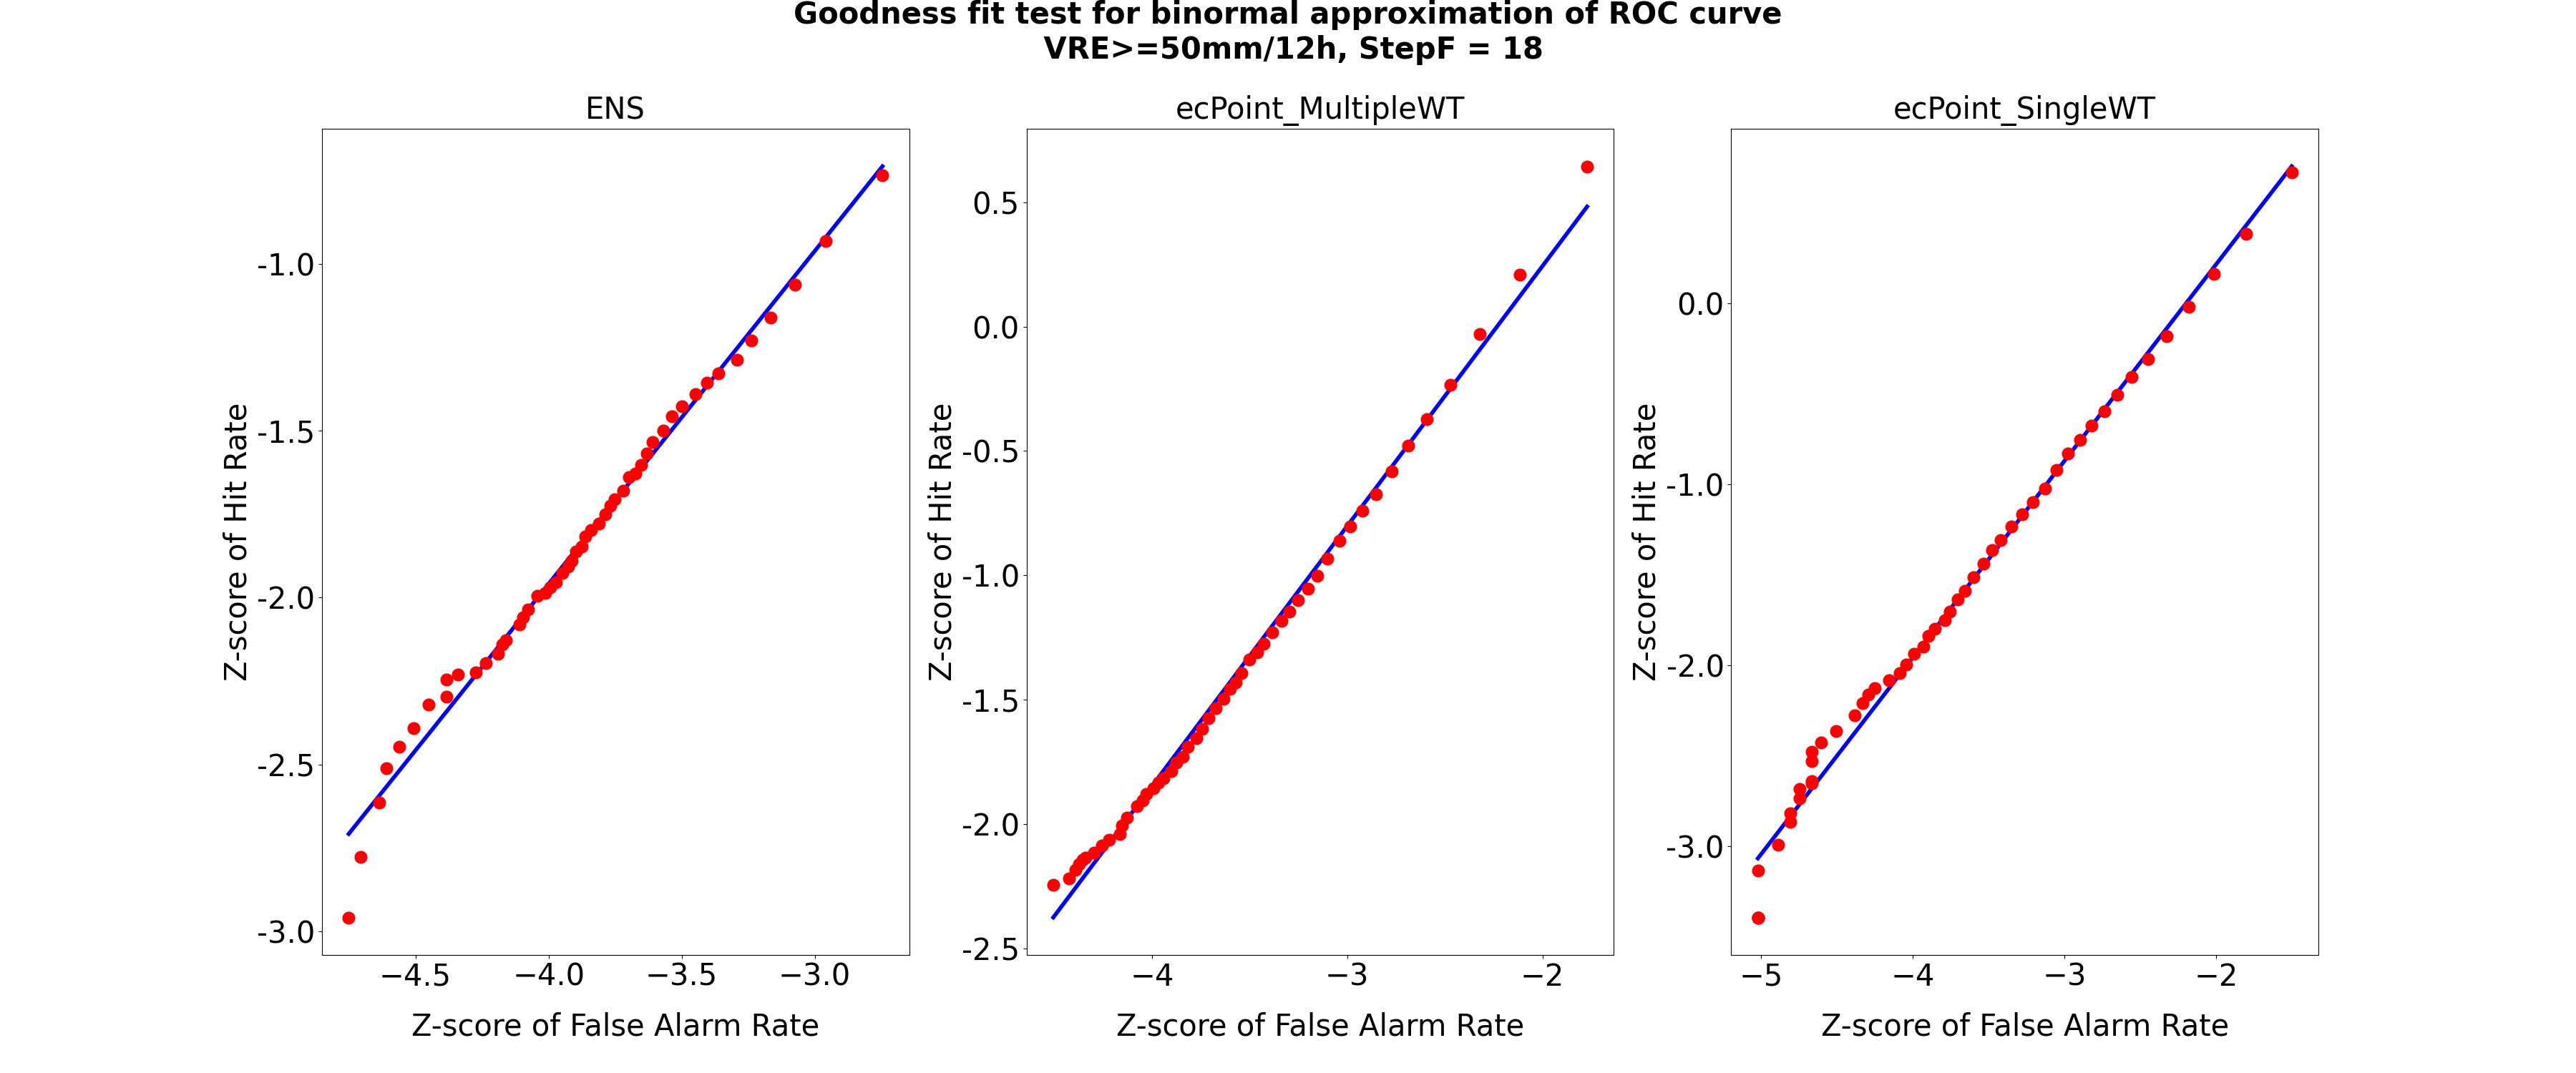 Goodness fit test for binormal approximation of ROC curve
VRE>=50mm/12h, StepF = 18
ENS
Z-score of Hit Rate
-1.0
-1.5
-2.0
-2.5
-3.0
−4.5 −4.0 −3.5 −3.0
Z-score of False Alarm Rate
ecPoint_MultipleWT
Z-score of Hit Rate
0.5
0.0
-0.5
-1.0
-1.5
-2.0
-2.5
−4 −3 −2
Z-score of False Alarm Rate
ecPoint_SingleWT
Z-score of Hit Rate
0.0
-1.0
-2.0
-3.0
−5 −4 −3 −2
Z-score of False Alarm Rate